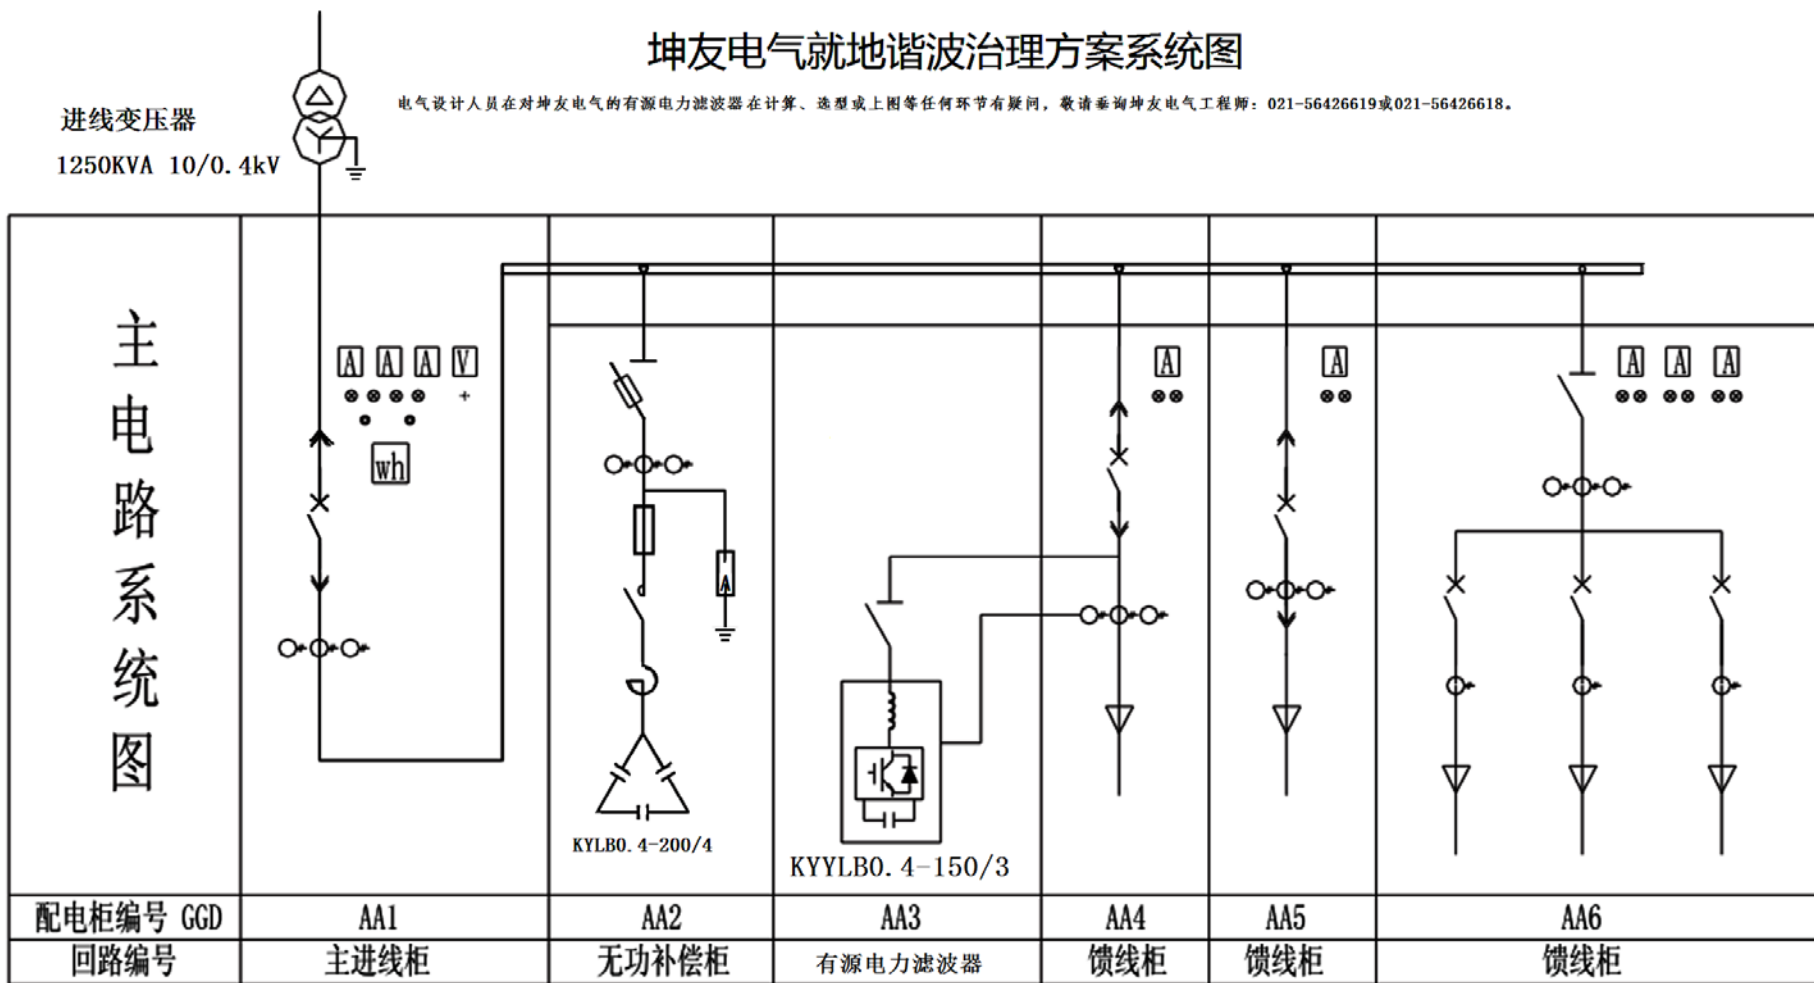 坤友电气就地谐波治理方案系统图
电气设计人员在对坤友电气的有源电力滤波器在计算、选型或上图等任何环节有疑问，敬请垂询坤友电气工程师：021-56426619或021-56426618。
进线变压器
1250KVA 10/0.4kV
主电路系统图
A A A V
wh
A
A
A A A
A
KYLB0.4-200/4
KYYLB0.4-150/3
配电柜编号 GGD AA1 AA2 AA3 AA4 AA5 AA6
回路编号 主进线柜 无功补偿柜 有源电力滤波器 馈线柜 馈线柜 馈线柜